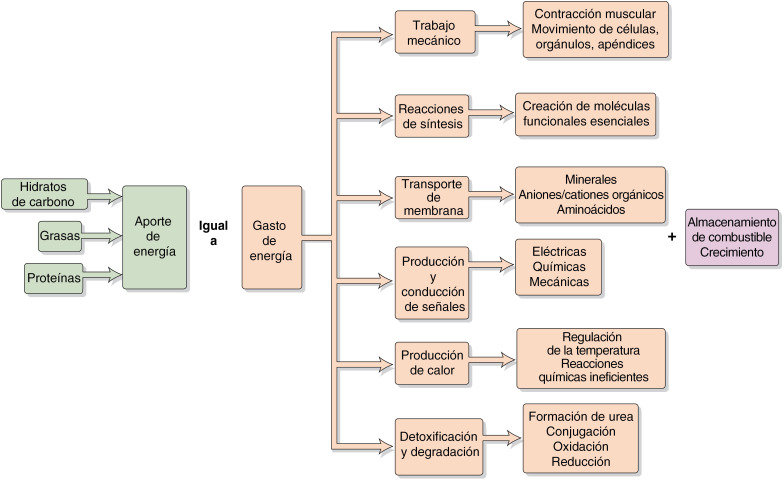 Hidratos
de carbono
Grasas
Proteínas
Aporte
de
energía
Igual
a
Gasto
de
energía
Trabajo
mecánico
Contracción muscular
Movimiento de células,
orgánulos, apéndices
Reacciones
de síntesis
Creación de moléculas
funcionales esenciales
Transporte
de
membrana
Minerales
Aniones/cationes orgánicos
Aminoácidos
Producción
y
conducción
de señales
Eléctricas
Químicas
Mecánicas
Producción
de calor
Regulación
de la temperatura
Reacciones
químicas ineficientes
Detoxificación
y degradación
Formación de urea
Conjugación
Oxidación
Reducción
+
Almacenamiento
de combustible
Crecimiento